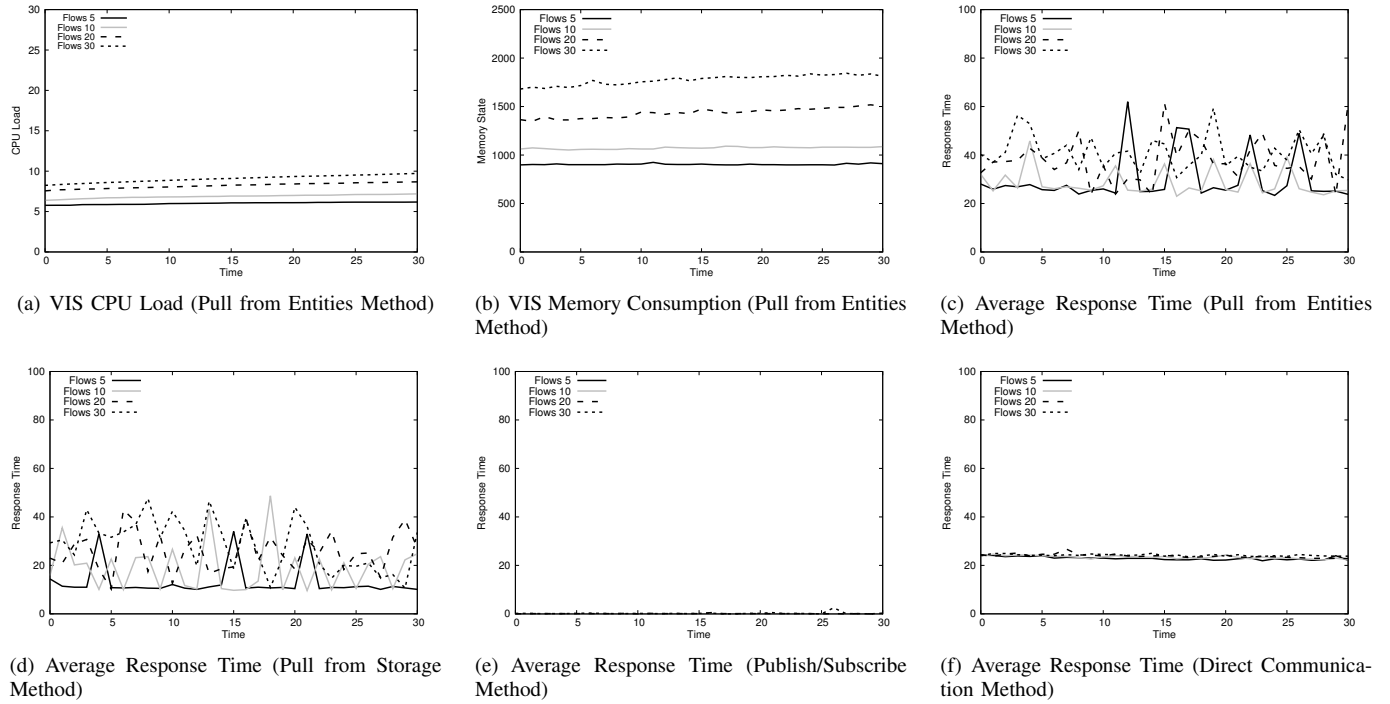 30
25
20
15
10
5
0
0 5 10 15 20 25 30
CPU Load
Time
Flows 5
Flows 10
Flows 20
Flows 30
(a) VIS CPU Load (Pull from Entities Method)
2500
2000
1500
1000
500
0
0 5 10 15 20 25 30
Memory State
Time
Flows 5
Flows 10
Flows 20
Flows 30
(b) VIS Memory Consumption (Pull from Entities
Method)
100
80
60
40
20
0
0 5 10 15 20 25 30
Response Time
Time
Flows 5
Flows 10
Flows 20
Flows 30
(c) Average Response Time (Pull from Entities
Method)
100
80
60
40
20
0
0 5 10 15 20 25 30
Response Time
Time
Flows 5
Flows 10
Flows 20
Flows 30
(d) Average Response Time (Pull from Storage
Method)
100
80
60
40
20
0
0 5 10 15 20 25 30
Response Time
Time
Flows 5
Flows 10
Flows 20
Flows 30
(e) Average Response Time (Publish/Subscribe
Method)
100
80
60
40
20
0
0 5 10 15 20 25 30
Response Time
Time
Flows 5
Flows 10
Flows 20
Flows 30
(f) Average Response Time (Direct Communica-
tion Method)